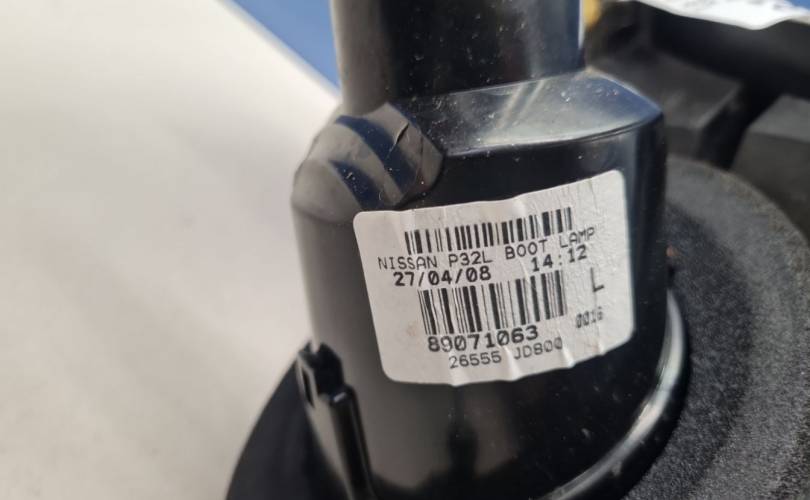 NISSAN P32L BOOT LAMP
27/04/08 14:12
L
89071063 0016
26555 JD800